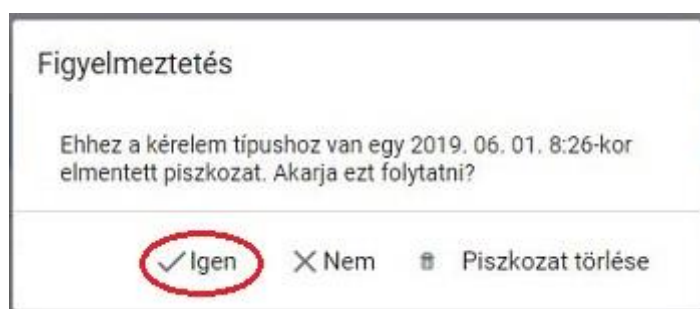 Figyelmeztetés
Ehhez a kérelem típushoz van egy 2019. 06. 01. 8:26-kor
elmentett piszkozat. Akarja ezt folytatni?
Igen Nem Piszkozat törlése